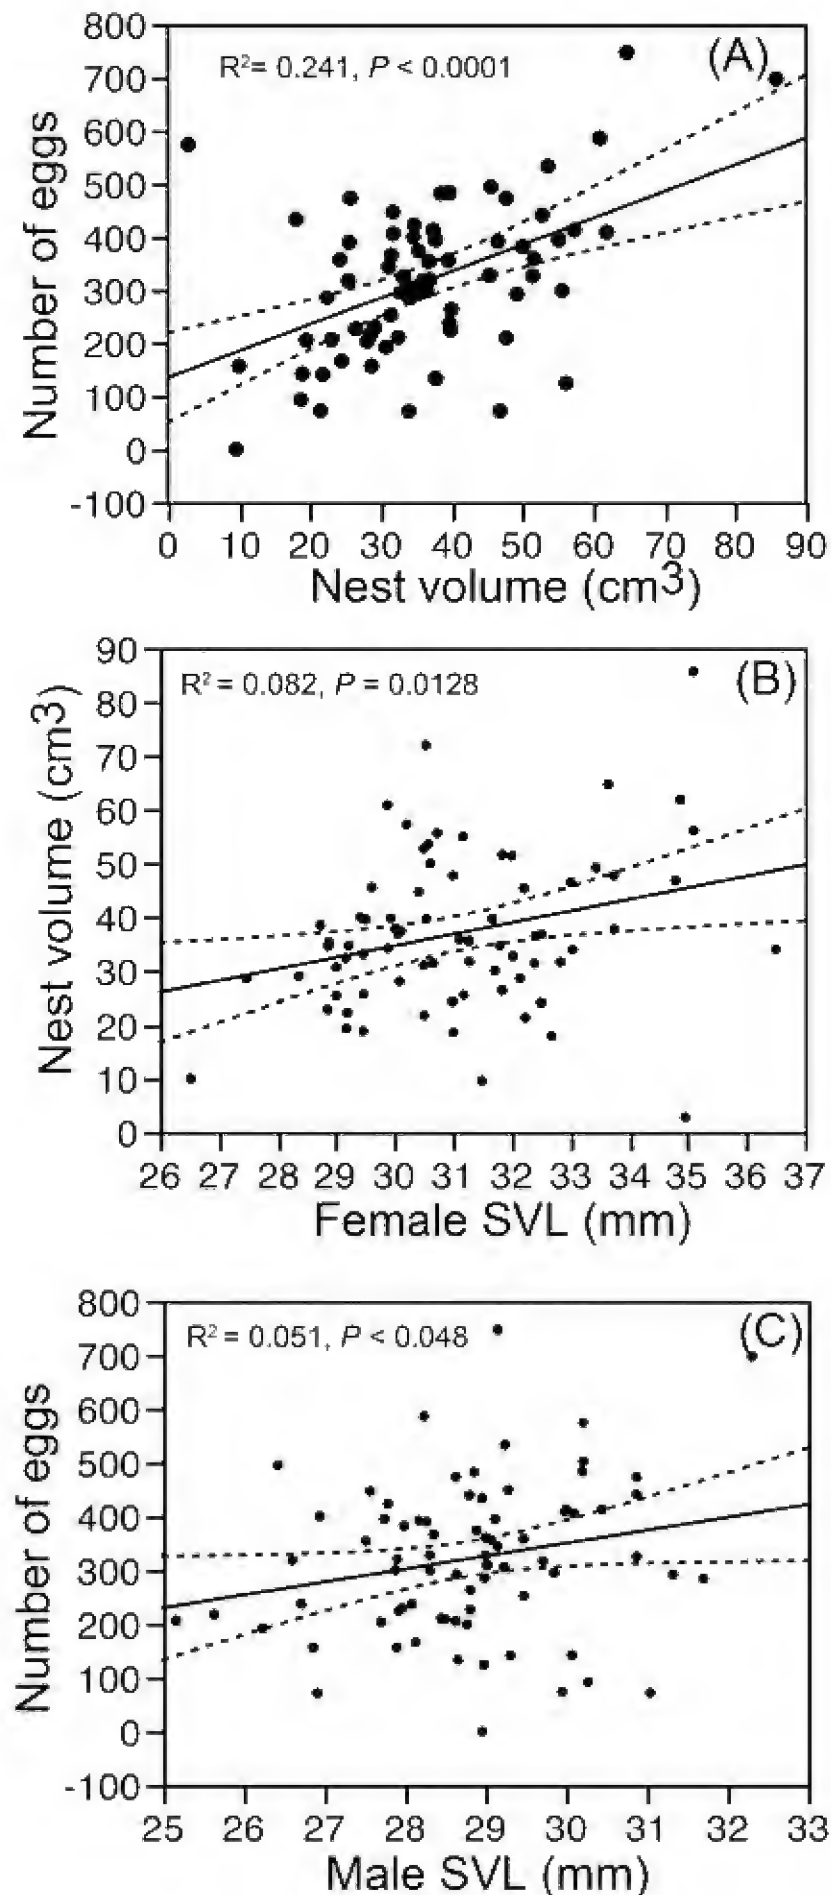 800
(A)
R²= 0.241, P < 0.0001
700
600
500
400
300
200
100
0
-100
Number of eggs
0 10 20 30 40 50 60 70 80 90
Nest volume (cm3)
90
(B)
R² = 0.082, P = 0.0128
80
70
60
50
40
30
20
10
0
Nest volume (cm3)
26 27 28 29 30 31 32 33 34 35 36 37
Female SVL (mm)
800
(C)
R² = 0.051, P < 0.048
700
600
500
400
300
200
100
0
-100
Number of eggs
25 26 27 28 29 30 31 32 33
Male SVL (mm)